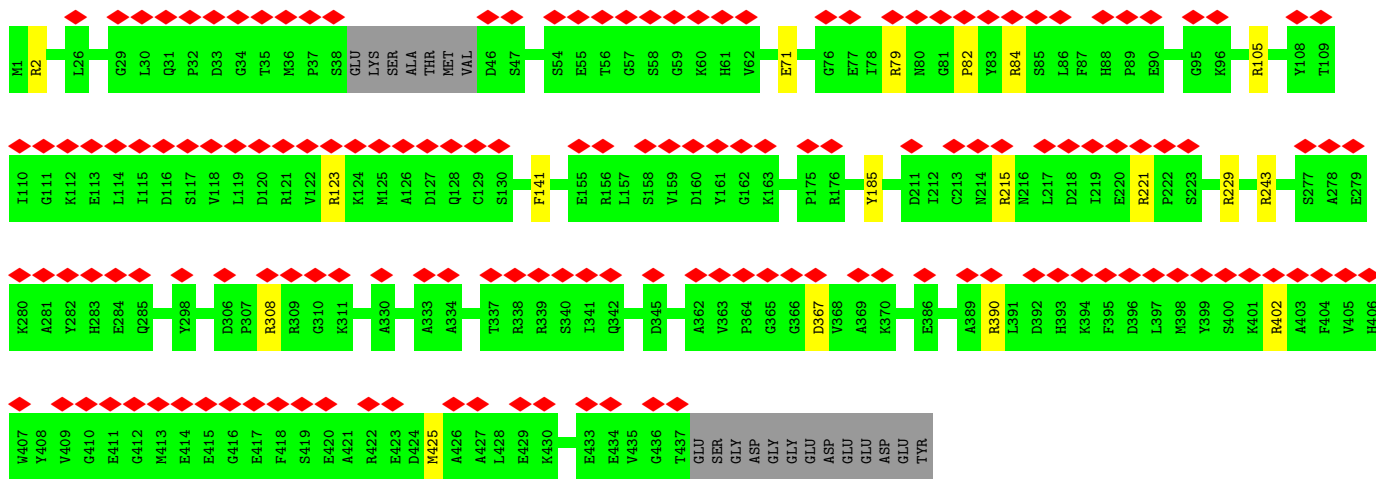 M1 R2 L26 G29 L30 Q31 P32 D33 G34 T35 M36 P37 S38 GLU LYS SER ALA THR MET VAL D46 S47 S54 E55 T56 G57 S58 G59 K60 H61 V62 E71 G76 E77 I78 R79 N80 G81 P82 Y83 R84 S85 L86 F87 H88 P89 E90 G95 K96 R105 Y108 T109
I110 G111 K112 E113 L114 I115 D116 S117 V118 L119 D120 R121 V122 R123 K124 M125 A126 D127 Q128 C129 S130 F141 E155 R156 L157 S158 V159 D160 Y161 G162 K163 P175 R176 Y185 D211 I212 C213 N214 R215 N216 L217 D218 I219 E220 R221 P222 S223 R229 R243 S277 A278 E279
K280 A281 Y282 H283 E284 Q285 Y298 D306 P307 R308 R309 G310 K311 A330 A333 A334 T337 R338 R339 S340 I341 Q342 D345 A362 V363 P364 G365 G366 D367 V368 A369 K370 E386 A389 R390 L391 D392 H393 K394 F395 D396 L397 M398 Y399 S400 K401 R402 A403 F404 V405 H406
W407 Y408 V409 G410 E411 G412 M413 E414 E415 G416 E417 F418 S419 E420 A421 R422 E423 D424 M425 A426 A427 L428 E429 K430 E433 E434 V435 G436 T437 GLU SER GLY ASP GLY GLY GLU ASP GLU GLU ASP GLU TYR